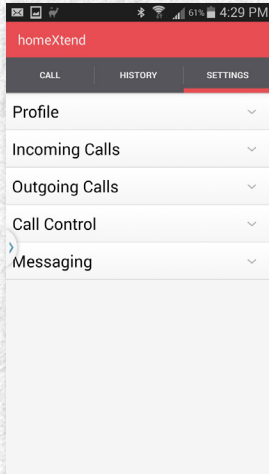 61% 4:29 PM
homeXtend
CALL HISTORY SETTINGS
Profile
Incoming Calls
Outgoing Calls
Call Control
Messaging